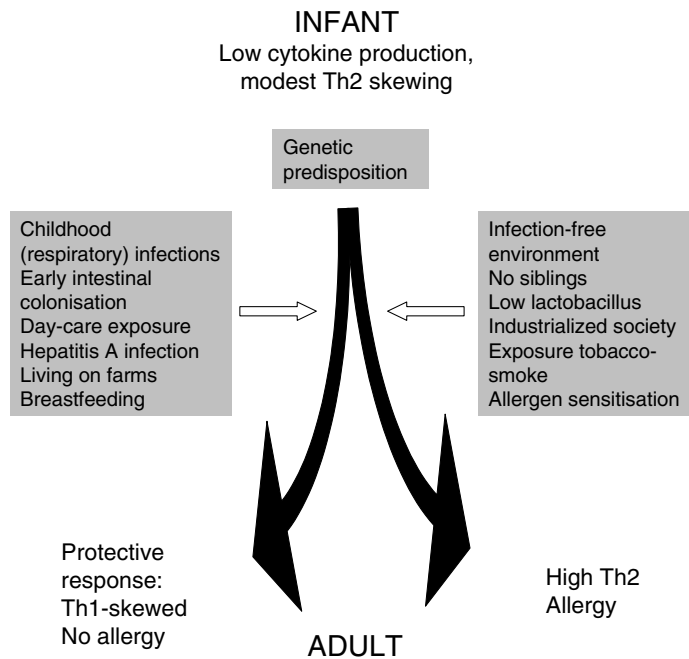 INFANT
Low cytokine production,
modest Th2 skewing
Genetic
predisposition
Childhood
(respiratory) infections
Early intestinal
colonisation
Day-care exposure
Hepatitis A infection
Living on farms
Breastfeeding
Infection-free
environment
No siblings
Low lactobacillus
Industrialized society
Exposure tobacco-
smoke
Allergen sensitisation
Protective
response:
Th1-skewed
No allergy
High Th2
Allergy
ADULT